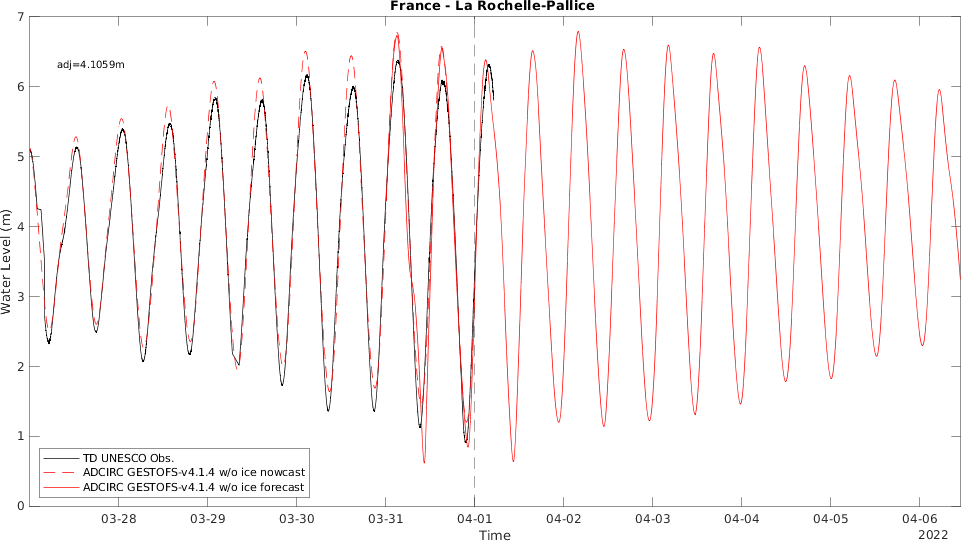 France - La Rochelle-Pallice
adj=4.1059m
7
6
5
4
3
2
1
0
Water Level (m)
TD UNESCO Obs.
ADCIRC GESTOFS-v4.1.4 w/o ice nowcast
ADCIRC GESTOFS-v4.1.4 w/o ice forecast
03-28 03-29 03-30 03-31 04-01 04-02 04-03 04-04 04-05 04-06
Time
2022